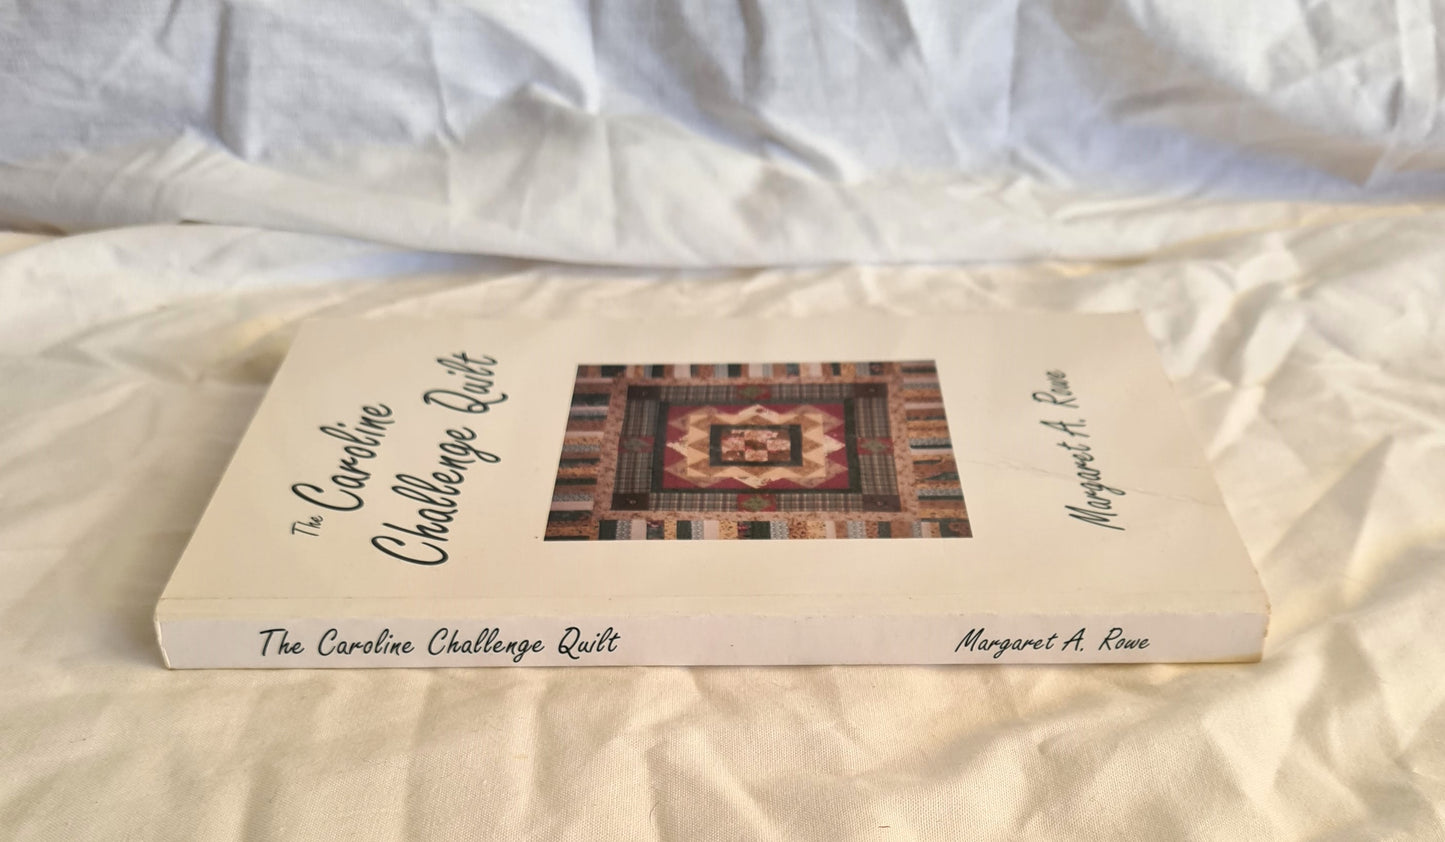 The
Caroline
Challenge Quilt
Margaret A. Rowe
The Caroline Challenge Quilt
Margaret A. Rowe